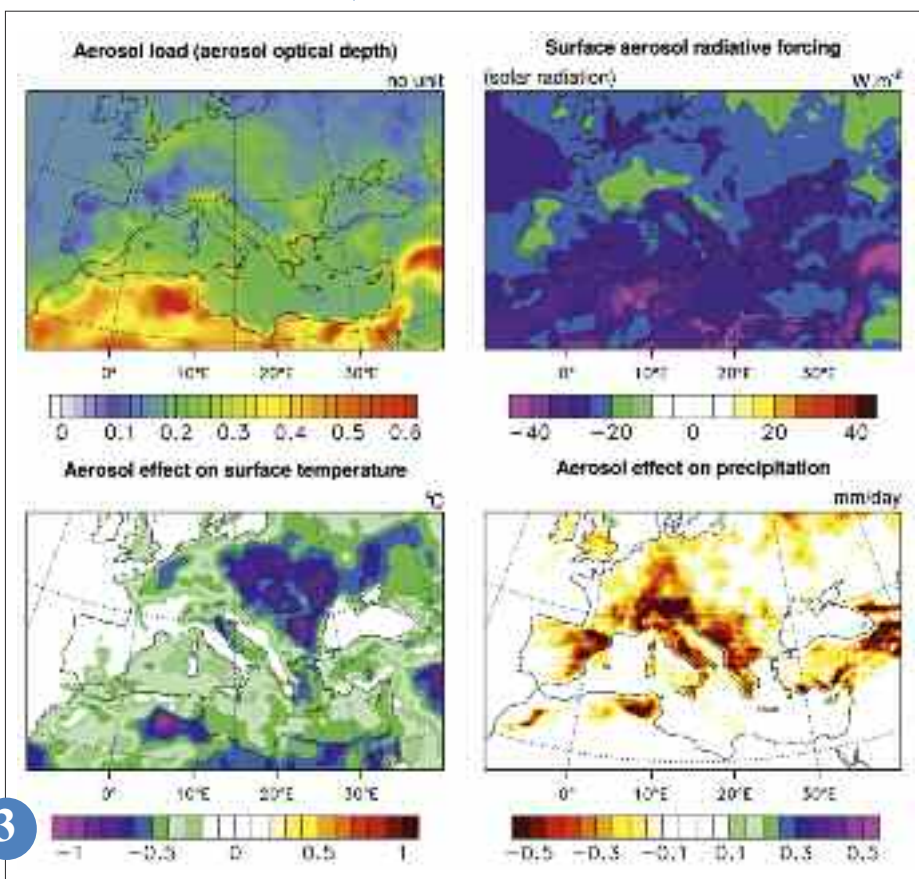 Aerosol load (aerosol optical depth)
no unit
0° 10°E 20°E 30°E
0 0.1 0.2 0.3 0.4 0.5 0.6
Surface aerosol radiative forcing
(solar radiation) W.m-2
0° 10°E 20°E 30°E
-40 -20 0 20 40
Aerosol effect on surface temperature
°C
0° 10°E 20°E 30°E
-1 -0.5 0 0.5 1
Aerosol effect on precipitation
mm/day
0° 10°E 20°E 30°E
-0.5 -0.3 -0.1 0.1 0.3 0.5
3